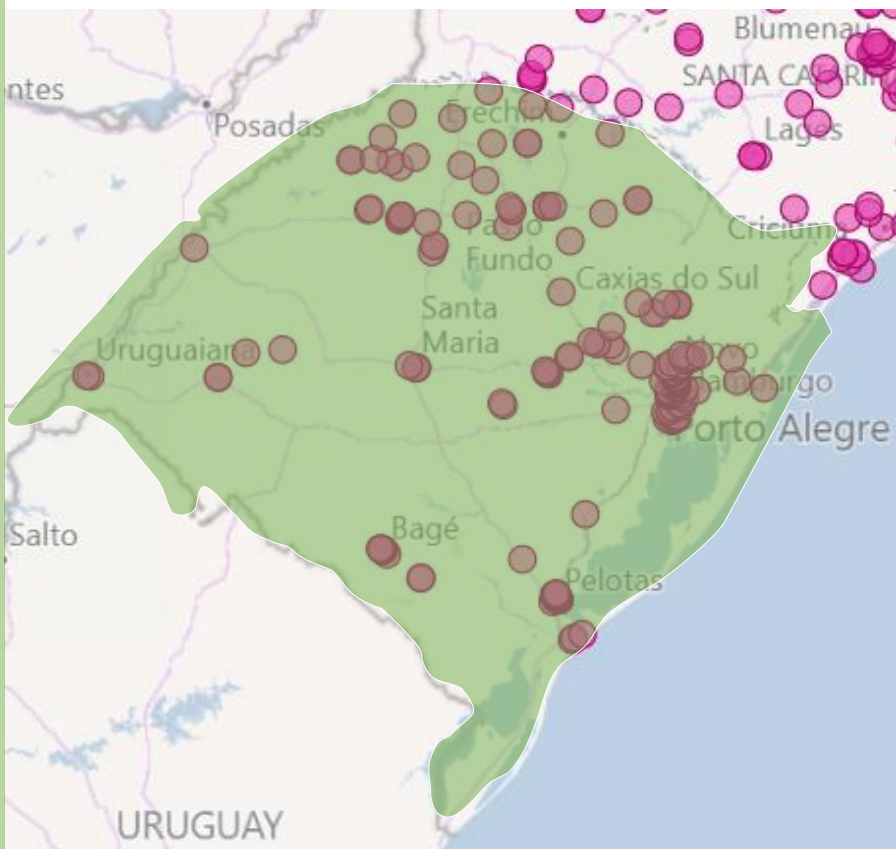 Blumenau
SANTA CA
ntes
Posadas
Erechim
Lages
Criciuma
Passo
Fundo
Caxias do Sul
Santa
Maria
Uruguaiana
Novo
Hamburgo
Porto Alegre
Salto
Bagé
Pelotas
URUGUAY